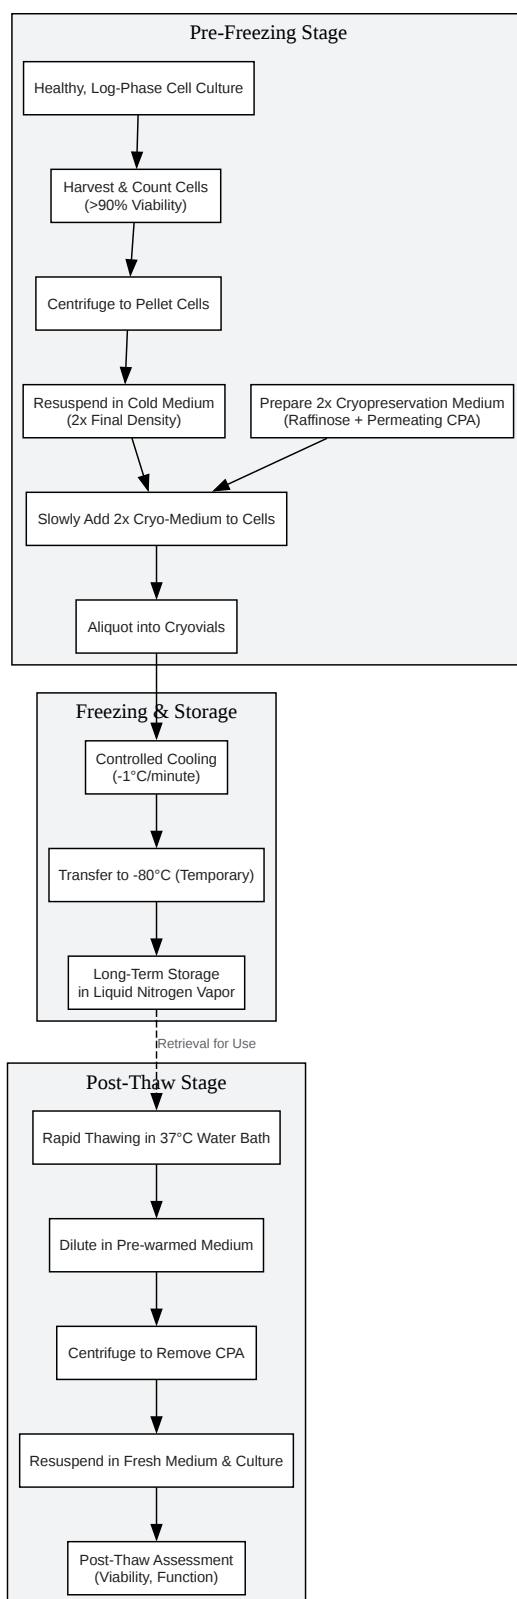 Pre-Freezing Stage
Healthy, Log-Phase Cell Culture
Harvest & Count Cells
(>90% Viability)
Centrifuge to Pellet Cells
Resuspend in Cold Medium
(2x Final Density)
Prepare 2x Cryopreservation Medium
(Raffinose + Permeating CPA)
Slowly Add 2x Cryo-Medium to Cells
Aliquot into Cryovials
Freezing & Storage
Controlled Cooling
(-1°C/minute)
Transfer to -80°C (Temporary)
Long-Term Storage
in Liquid Nitrogen Vapor
Retrieval for Use
Post-Thaw Stage
Rapid Thawing in 37°C Water Bath
Dilute in Pre-warmed Medium
Centrifuge to Remove CPA
Resuspend in Fresh Medium & Culture
Post-Thaw Assessment
(Viability, Function)